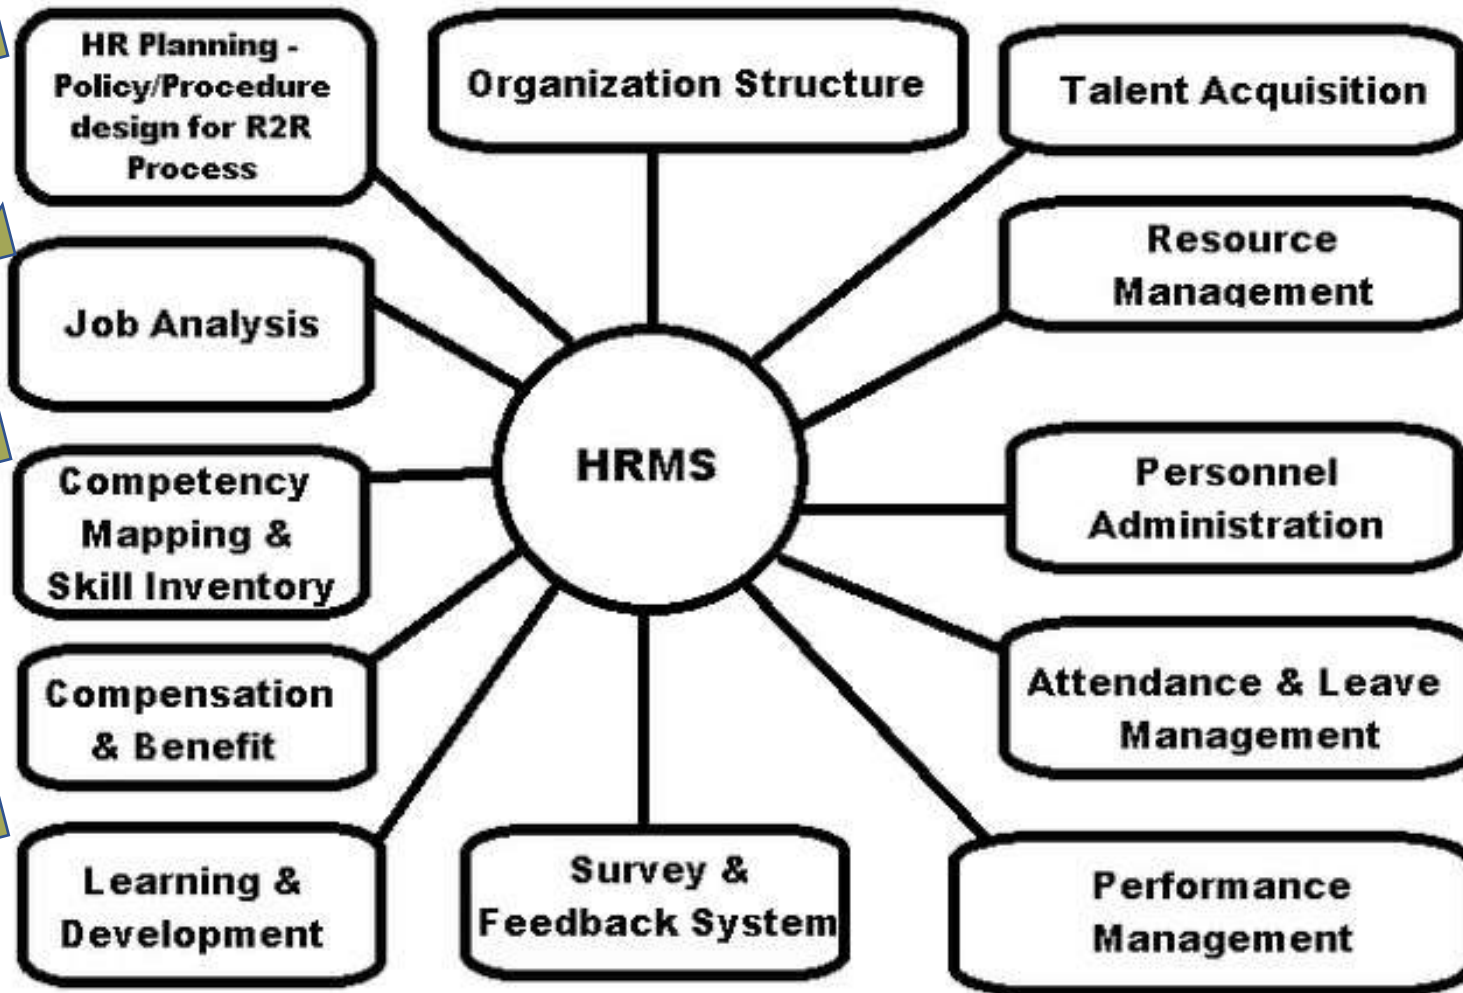 HR Planning -
Policy/Procedure
design for R2R
Process
Organization Structure
Talent Acquisition
Resource
Management
Job Analysis
HRMS
Competency
Mapping &
Skill Inventory
Personnel
Administration
Compensation
& Benefit
Attendance & Leave
Management
Learning &
Development
Survey &
Feedback System
Performance
Management